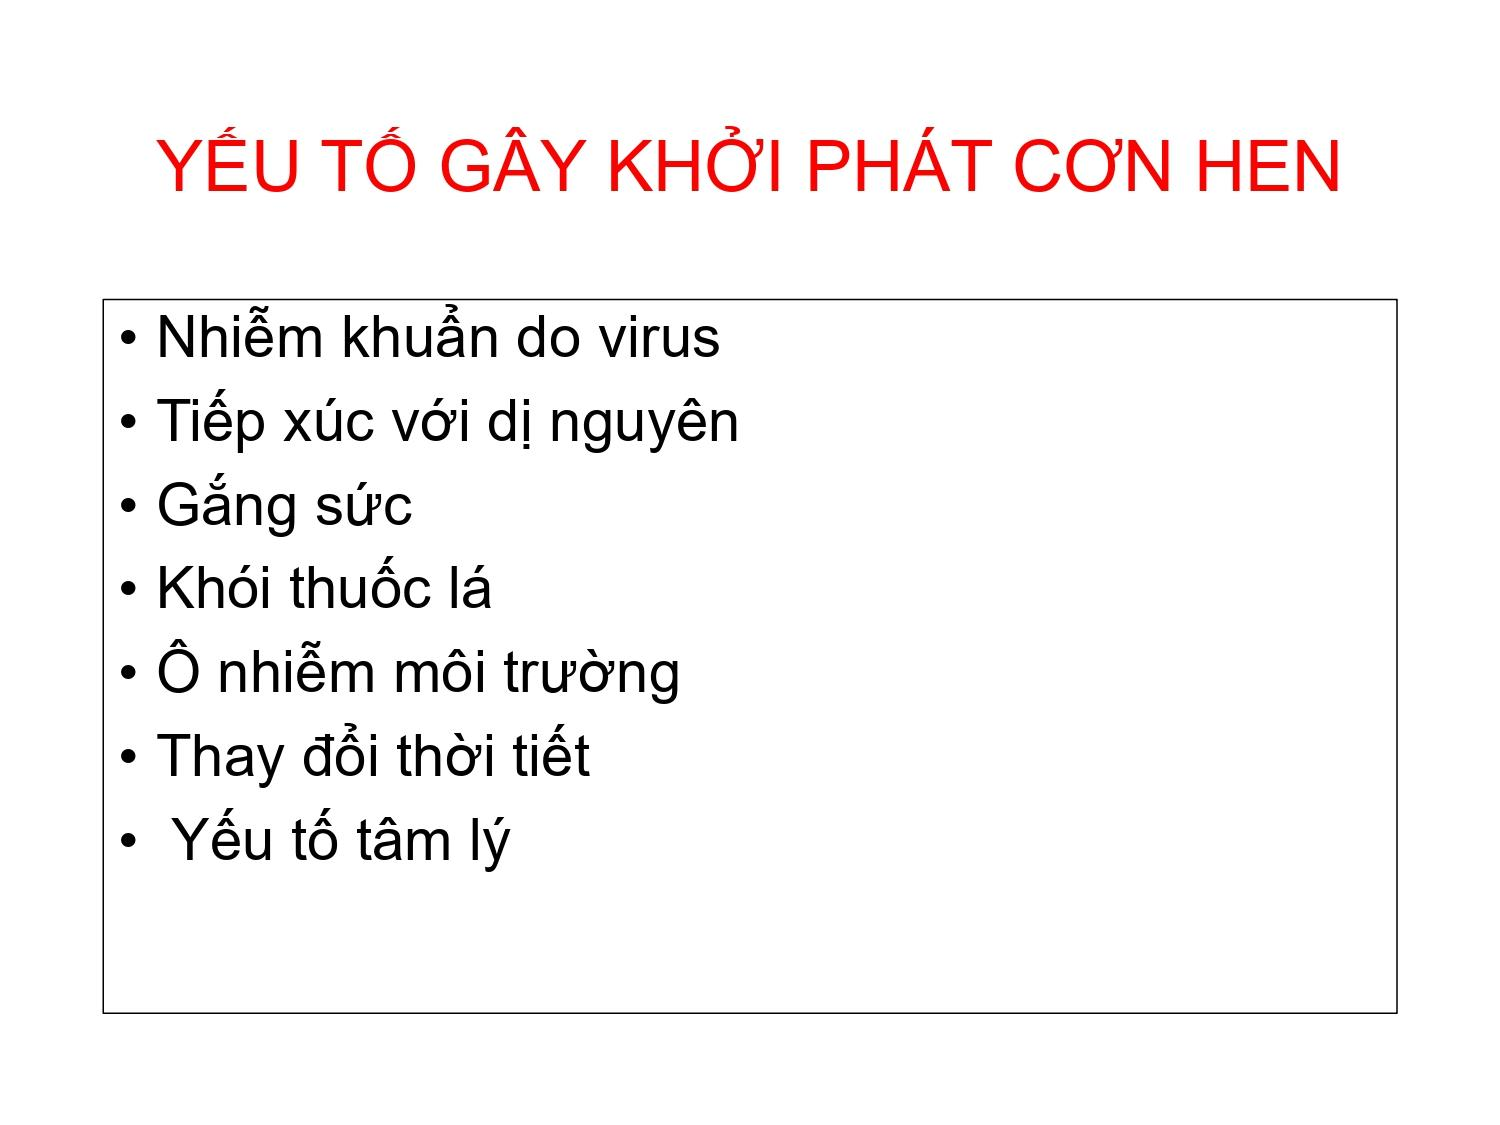 YẾU TỐ GÂY KHỞI PHÁT CƠN HEN
• Nhiễm khuẩn do virus
• Tiếp xúc với dị nguyên
• Gắng sức
• Khói thuốc lá
• Ô nhiễm môi trường
• Thay đổi thời tiết
• Yếu tố tâm lý